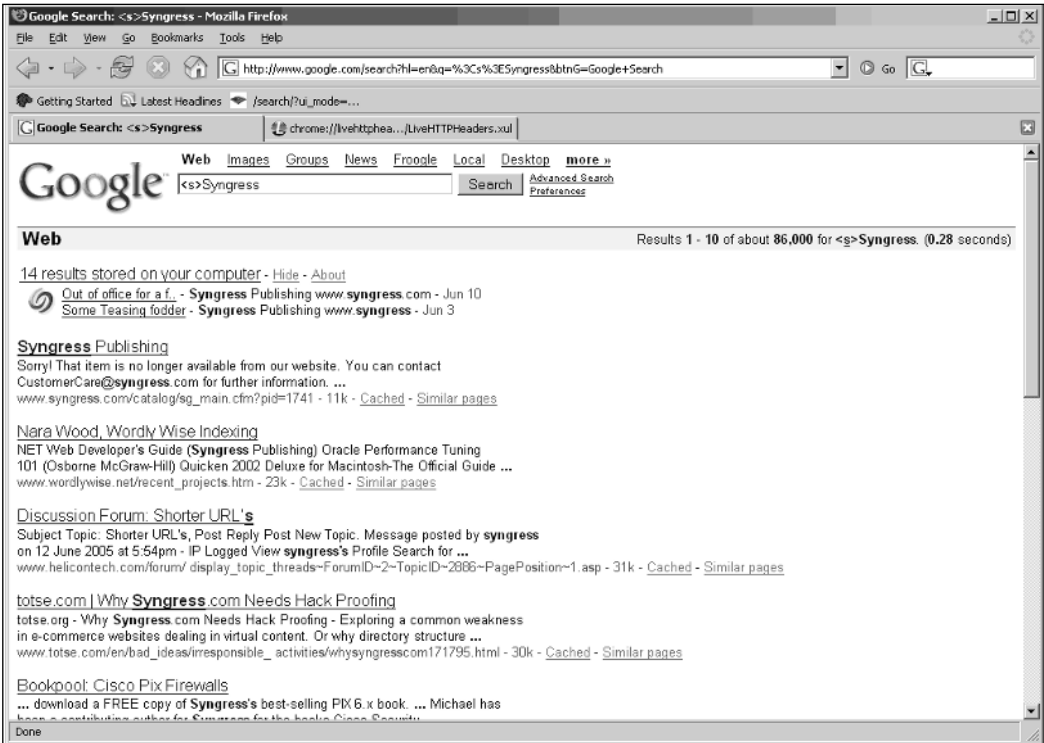 Google Search: <s>Syngress - Mozilla Firefox
File Edit View Go Bookmarks Tools Help
http://www.google.com/search?hl=en&q=%3Cs%3ESyngress&btnG=Google+Search Go
Getting Started Latest Headlines /search/?ui_mode=...
Google Search: <s>Syngress chrome://livehttphea.../LiveHTTPHeaders.xul
Web Images Groups News Froogle Local Desktop more »
Google
<s>Syngress Search Advanced Search
Preferences
Web Results 1 - 10 of about 86,000 for <s>Syngress. (0.28 seconds)
14 results stored on your computer - Hide - About
Out of office for a f.. - Syngress Publishing www.syngress.com - Jun 10
Some Teasing fodder - Syngress Publishing www.syngress - Jun 3
Syngress Publishing
Sorry! That item is no longer available from our website. You can contact
CustomerCare@syngress.com for further information. ...
www.syngress.com/catalog/sg_main.cfm?pid=1741 - 11k - Cached - Similar pages
Nara Wood, Wordly Wise Indexing
NET Web Developer's Guide (Syngress Publishing) Oracle Performance Tuning
101 (Osborne McGraw-Hill) Quicken 2002 Deluxe for Macintosh-The Official Guide ...
www.wordlywise.net/recent_projects.htm - 23k - Cached - Similar pages
Discussion Forum: Shorter URL's
Subject Topic: Shorter URL's, Post Reply Post New Topic. Message posted by syngress
on 12 June 2005 at 5:54pm - IP Logged View syngress's Profile Search for ...
www.helicontech.com/forum/ display_topic_threads~ForumID~2~TopicID~2886~PagePosition~1.asp - 31k - Cached - Similar pages
totse.com | Why Syngress.com Needs Hack Proofing
totse.org - Why Syngress.com Needs Hack Proofing - Exploring a common weakness
in e-commerce websites dealing in virtual content. Or why directory structure ...
www.totse.com/en/bad_ideas/irresponsible_ activities/whysyngresscom171795.html - 30k - Cached - Similar pages
Bookpool: Cisco Pix Firewalls
... download a FREE copy of Syngress's best-selling PIX 6.x book. ... Michael has
been a contributing author for Syngress for the books Cisco Security
Done